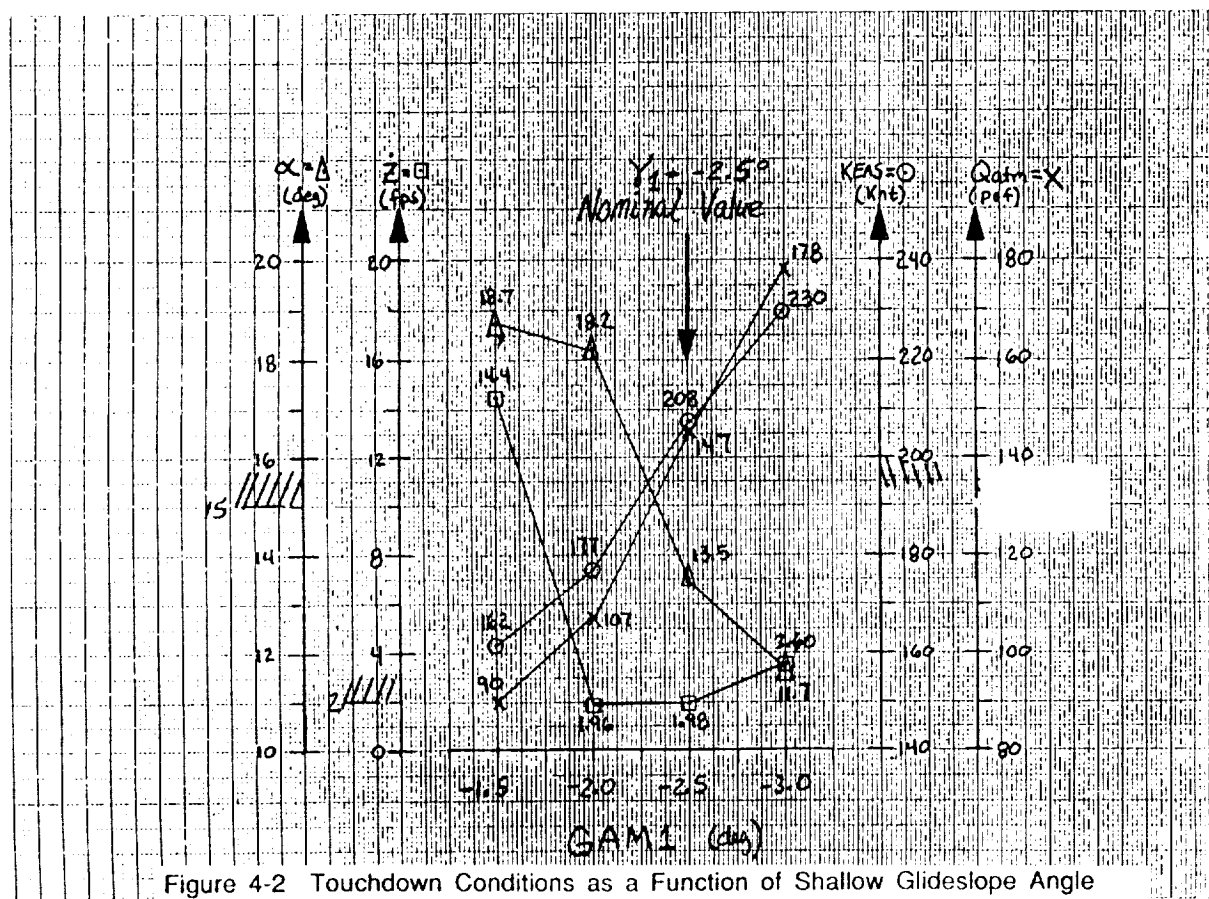 α=△ Ż=⊡ γ1 = -2.5° KEAS=⊙ Qatm=X
(deg) (fps) Nominal Value (Knt) (psf)
20 20 240 180
178
230
18.7
18.2
18 16 220 160
14.4
208
147
16 12 200 140
15
177
13.5
14 8 180 120
162
107
12 4 160 100
90
3.60
2
1.96 1.98 11.7
10 0 140 80
-1.5 -2.0 -2.5 -3.0
GAM1 (deg)
Figure 4-2 Touchdown Conditions as a Function of Shallow Glideslope Angle